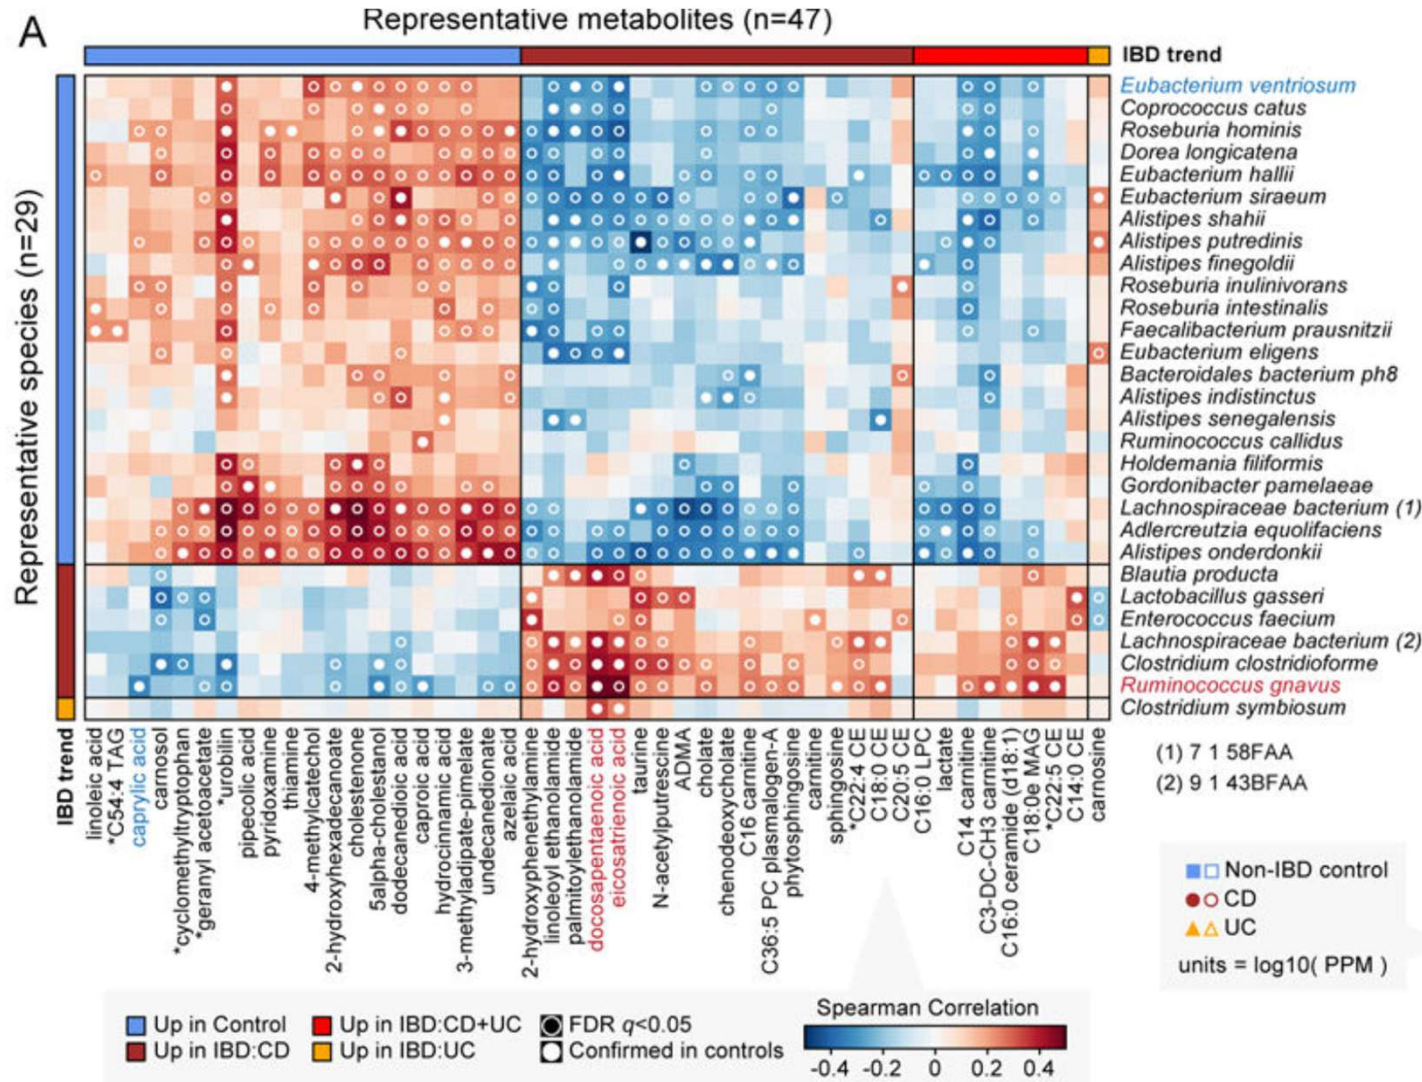 A
Representative metabolites (n=47)
IBD trend
Representative species (n=29)
Eubacterium ventriosum
Coprococcus catus
Roseburia hominis
Dorea longicatena
Eubacterium hallii
Eubacterium siraeum
Alistipes shahii
Alistipes putredinis
Alistipes finegoldii
Roseburia inulinivorans
Roseburia intestinalis
Faecalibacterium prausnitzii
Eubacterium eligens
Bacteroidales bacterium ph8
Alistipes indistinctus
Alistipes senegalensis
Ruminococcus callidus
Holdemania filiformis
Gordonibacter pamelaeae
Lachnospiraceae bacterium (1)
Adlercreutzia equolifaciens
Alistipes onderdonkii
Blautia producta
Lactobacillus gasseri
Enterococcus faecium
Lachnospiraceae bacterium (2)
Clostridium clostridioforme
Ruminococcus gnavus
Clostridium symbiosum
IBD trend
linoleic acid
*C54:4 TAG
caprylic acid
carnosol
*cyclomethyltryptophan
*geranyl acetoacetate
*urobilin
pipecolic acid
pyridoxamine
thiamine
4-methylcatechol
2-hydroxyhexadecanoate
cholestenone
5alpha-cholestanol
dodecanedioic acid
caproic acid
hydrocinnamic acid
3-methyladipate-pimelate
undecanedionate
azelaic acid
2-hydroxyphenethylamine
linoleoyl ethanolamide
palmitoylethanolamide
docosapentaenoic acid
eicosatrienoic acid
taurine
N-acetylputrescine
ADMA
cholate
chenodeoxycholate
C16 carnitine
C36:5 PC plasmalogen-A
phytosphingosine
carnitine
sphingosine
*C22:4 CE
C18:0 CE
C20:5 CE
C16:0 LPC
lactate
C14 carnitine
C3-DC-CH3 carnitine
C16:0 ceramide (d18:1)
C18:0e MAG
*C22:5 CE
C14:0 CE
carnosine
(1) 7 1 58FAA
(2) 9 1 43BFAA
Non-IBD control
CD
UC
units = log10( PPM )
Up in Control
Up in IBD:CD
Up in IBD:CD+UC
Up in IBD:UC
FDR q<0.05
Confirmed in controls
Spearman Correlation
-0.4 -0.2 0 0.2 0.4